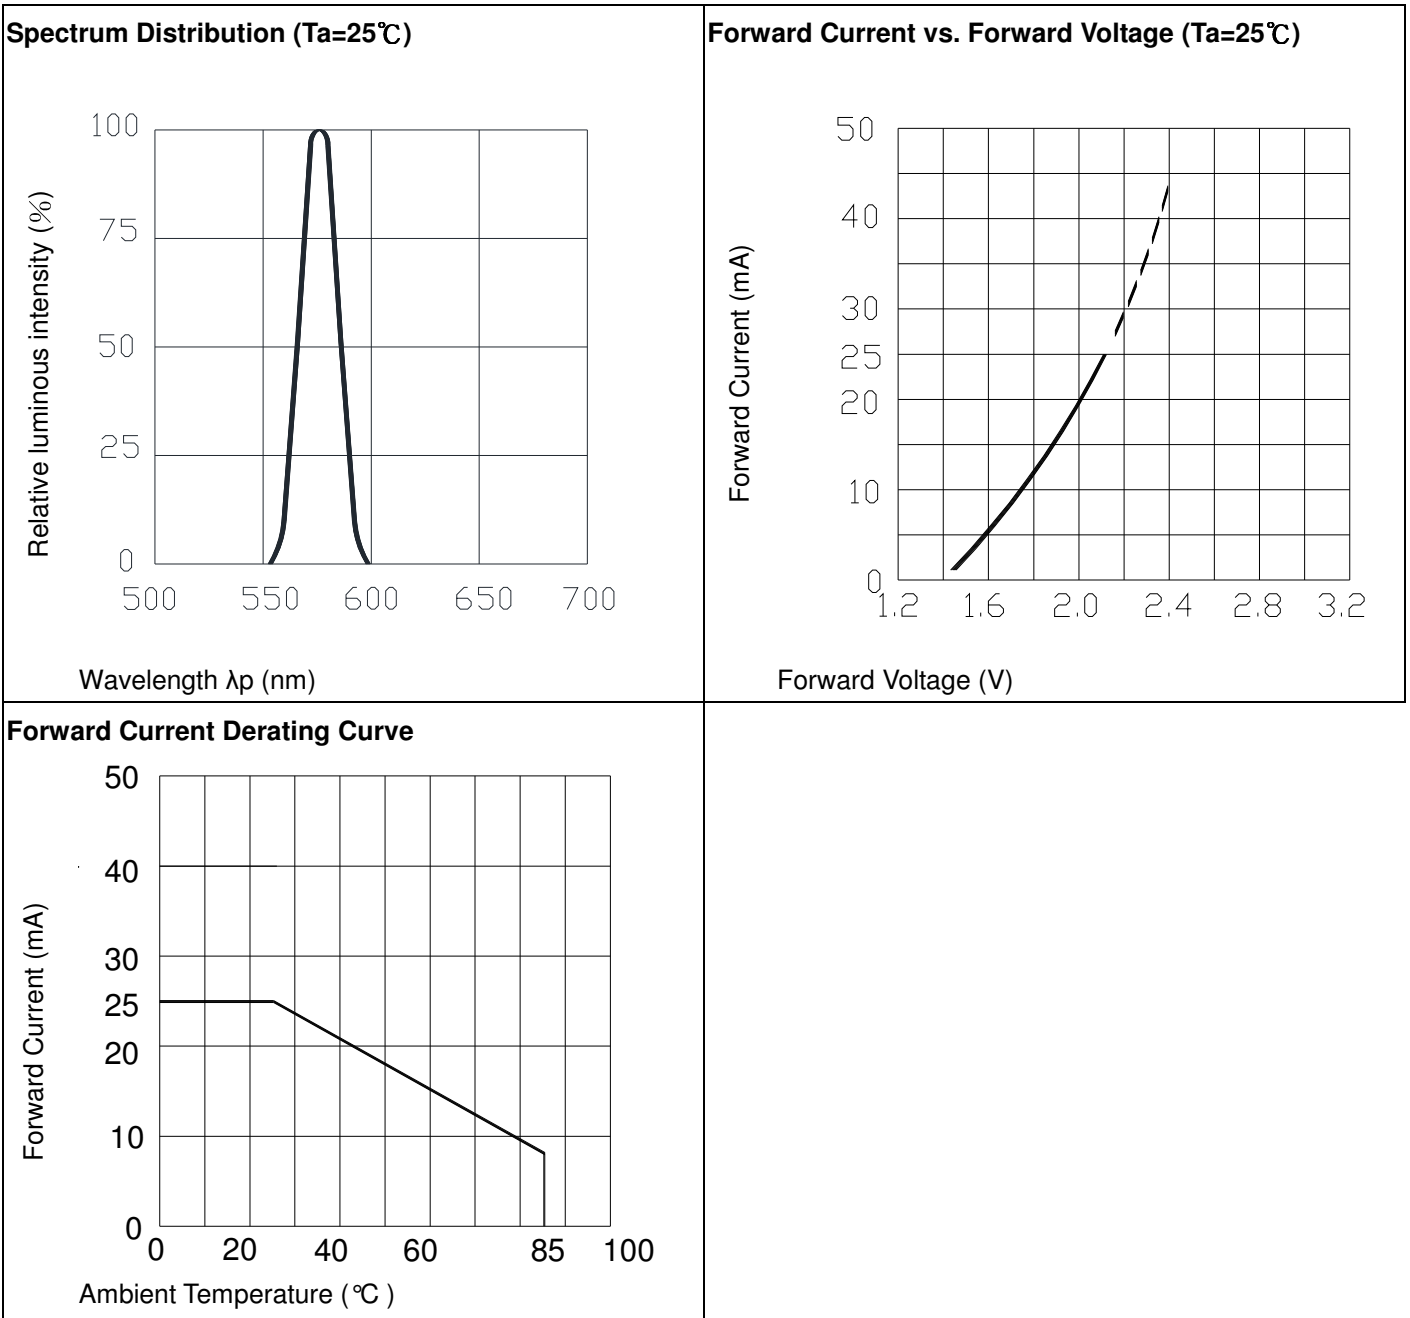 Spectrum Distribution (Ta=25℃)
100
75
50
25
0
500 550 600 650 700
Relative luminous intensity (%)
Wavelength λp (nm)
Forward Current vs. Forward Voltage (Ta=25℃)
50
40
30
25
20
10
0
1.2 1.6 2.0 2.4 2.8 3.2
Forward Current (mA)
Forward Voltage (V)
Forward Current Derating Curve
50
40
30
25
20
10
0
0 20 40 60 85 100
Forward Current (mA)
Ambient Temperature ( ℃ )